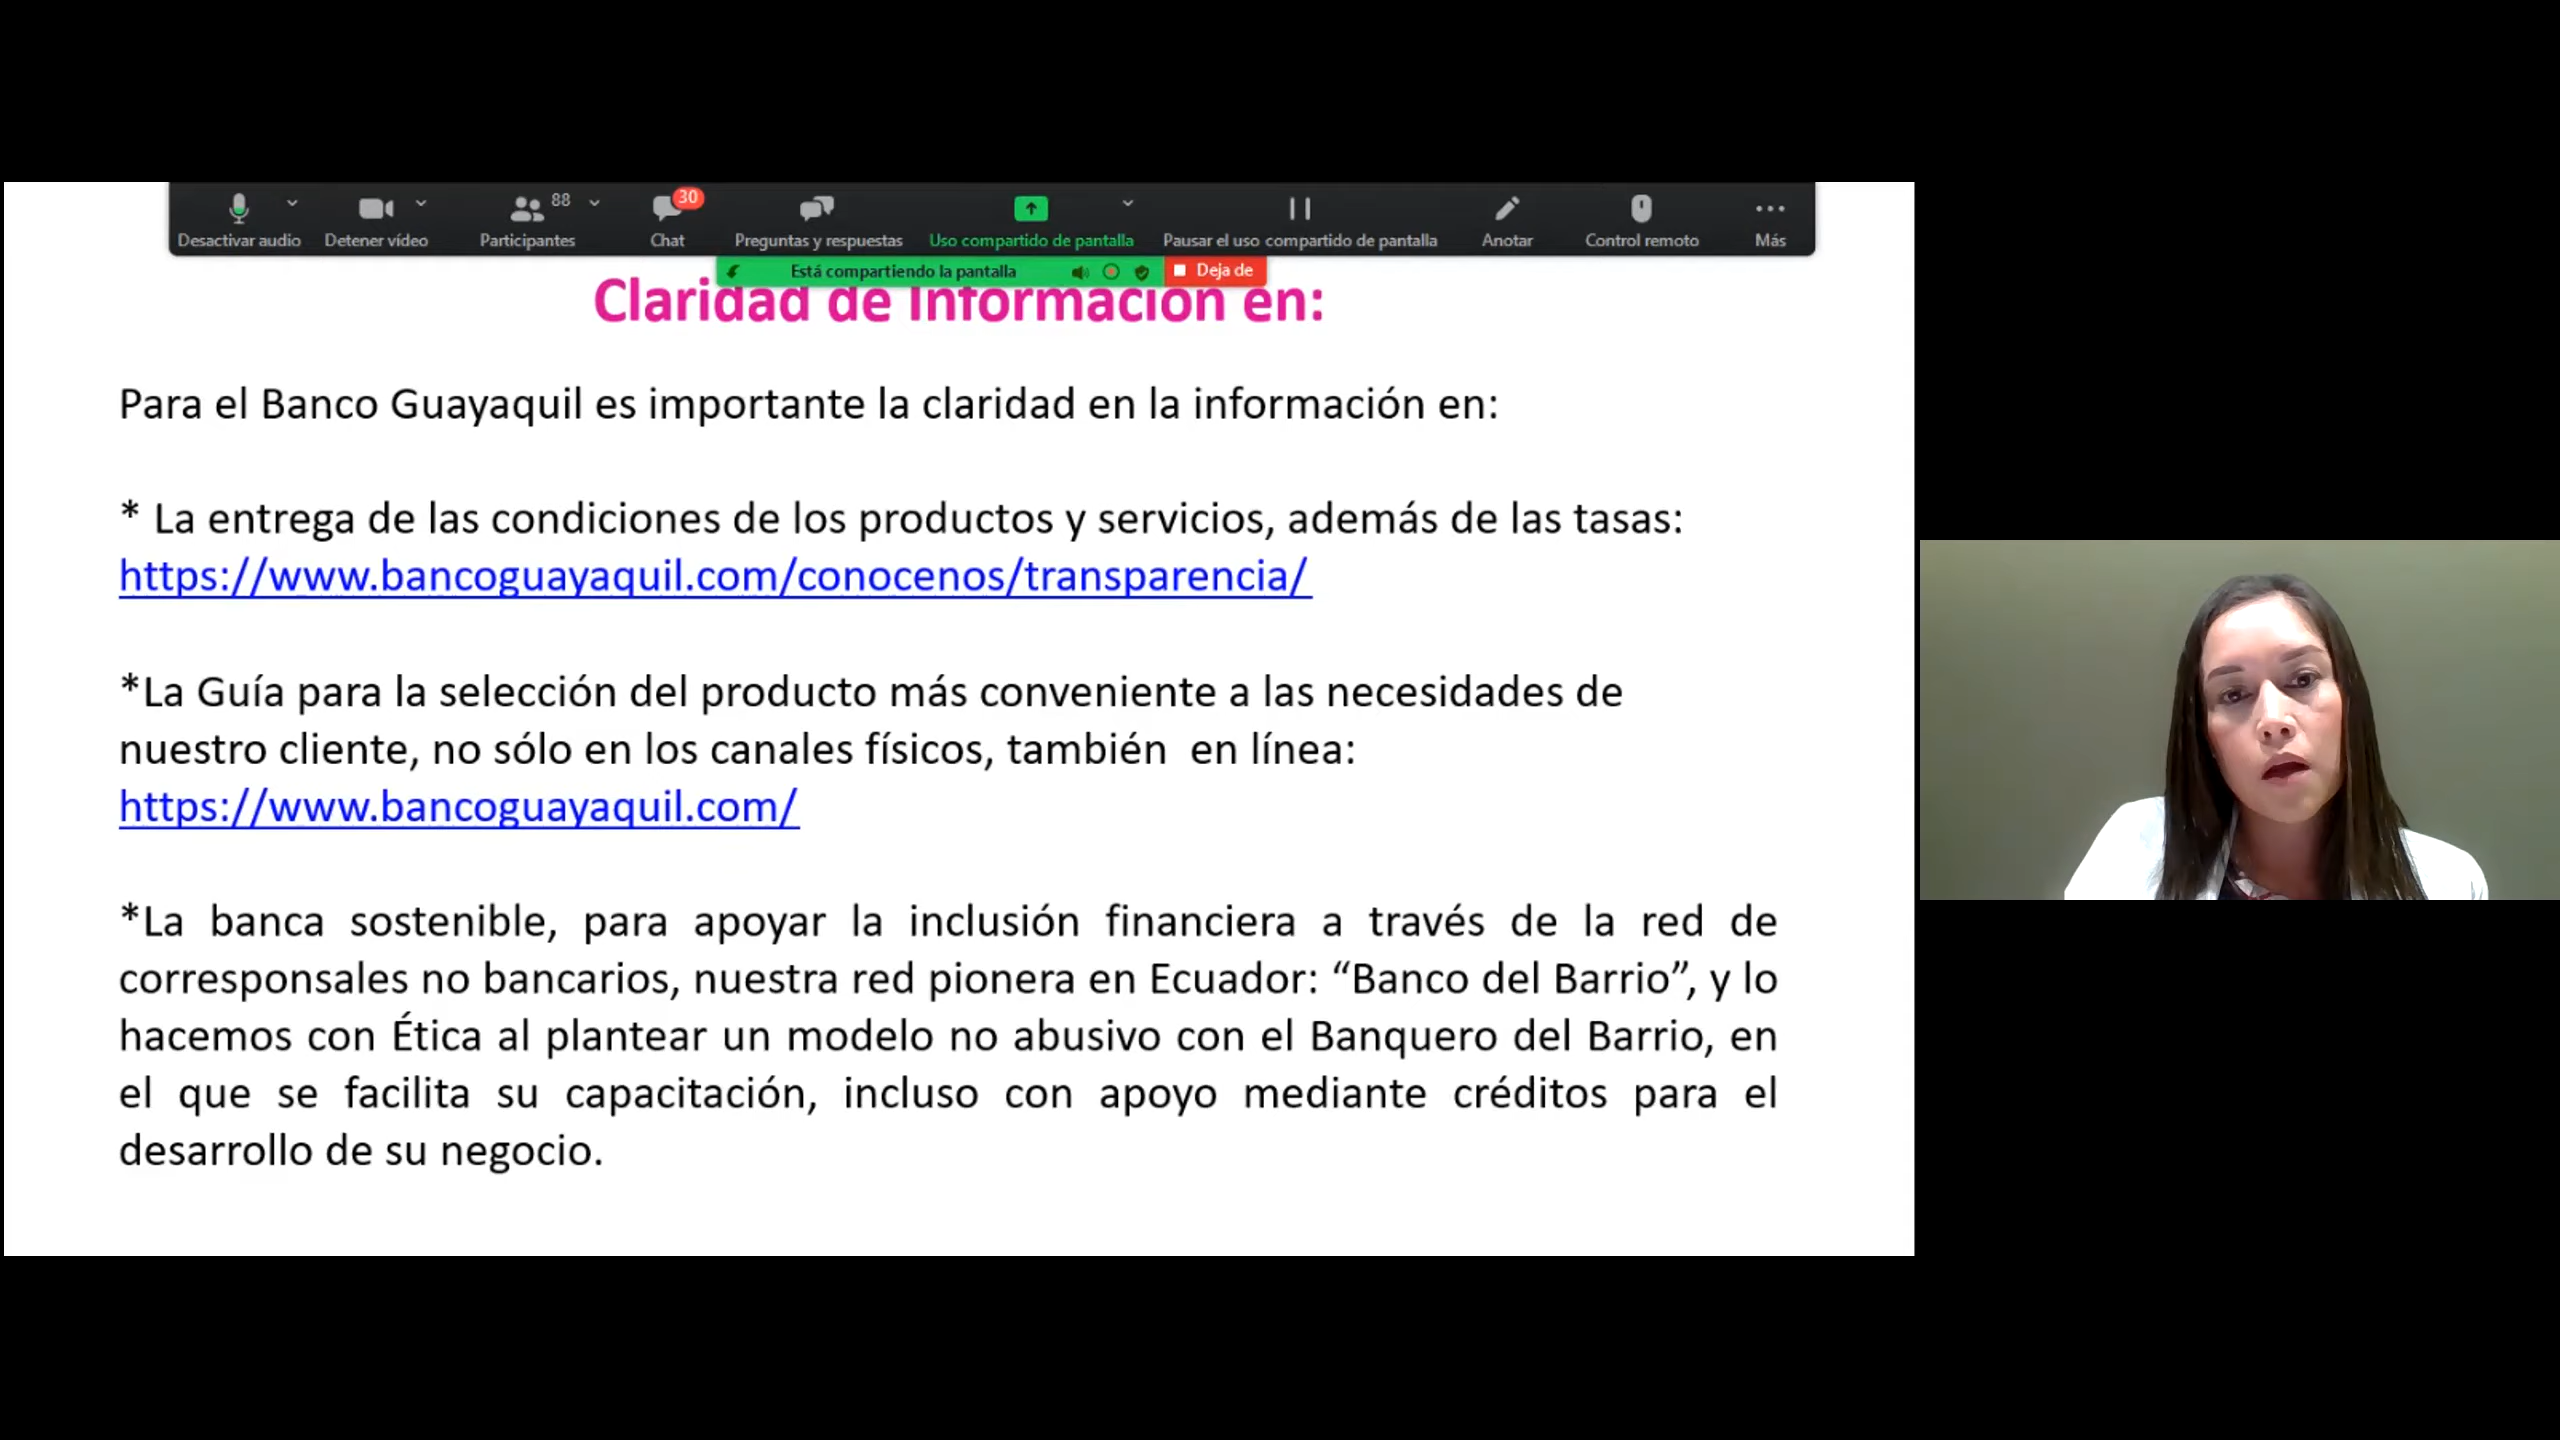 88
30
Desactivar audio
Detener vídeo
Participantes
Chat
Preguntas y respuestas
Uso compartido de pantalla
Pausar el uso compartido de pantalla
Anotar
Control remoto
Más
Está compartiendo la pantalla
Deja de
Claridad de Información en:
Para el Banco Guayaquil es importante la claridad en la información en:
* La entrega de las condiciones de los productos y servicios, además de las tasas:
https://www.bancoguayaquil.com/conocenos/transparencia/
*La Guía para la selección del producto más conveniente a las necesidades de
nuestro cliente, no sólo en los canales físicos, también en línea:
https://www.bancoguayaquil.com/
*La banca sostenible, para apoyar la inclusión financiera a través de la red de
corresponsales no bancarios, nuestra red pionera en Ecuador: “Banco del Barrio”, y lo
hacemos con Ética al plantear un modelo no abusivo con el Banquero del Barrio, en
el que se facilita su capacitación, incluso con apoyo mediante créditos para el
desarrollo de su negocio.